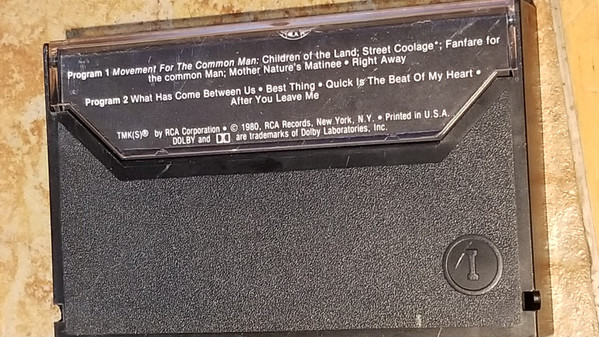 Program 1 Movement For The Common Man: Children of the Land; Street Coolage*; Fanfare for
the common Man; Mother Nature's Matinee • Right Away
Program 2 What Has Come Between Us • Best Thing • Quick Is The Beat Of My Heart •
After You Leave Me
TMK(S)® by RCA Corporation • © 1980, RCA Records, New York, N.Y. • Printed in U.S.A.
DOLBY and are trademarks of Dolby Laboratories, Inc.
1